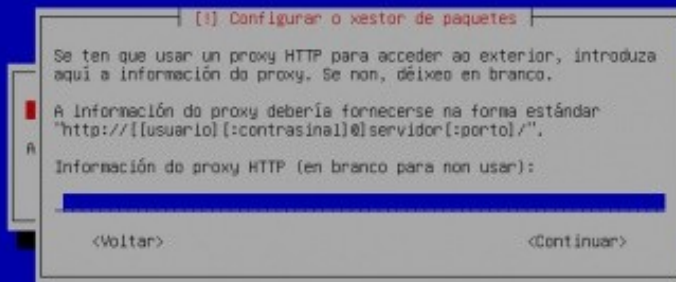 [!] Configurar o xestor de paquetes
Se ten que usar un proxy HTTP para acceder ao exterior, introduza
aquí a información do proxy. Se non, déixeo en branco.
A información do proxy debería fornecerse na forma estándar
"http://[[usuario][:contrasinal]@]servidor[:porto]/".
Información do proxy HTTP (en branco para non usar):
<Voltar> <Continuar>